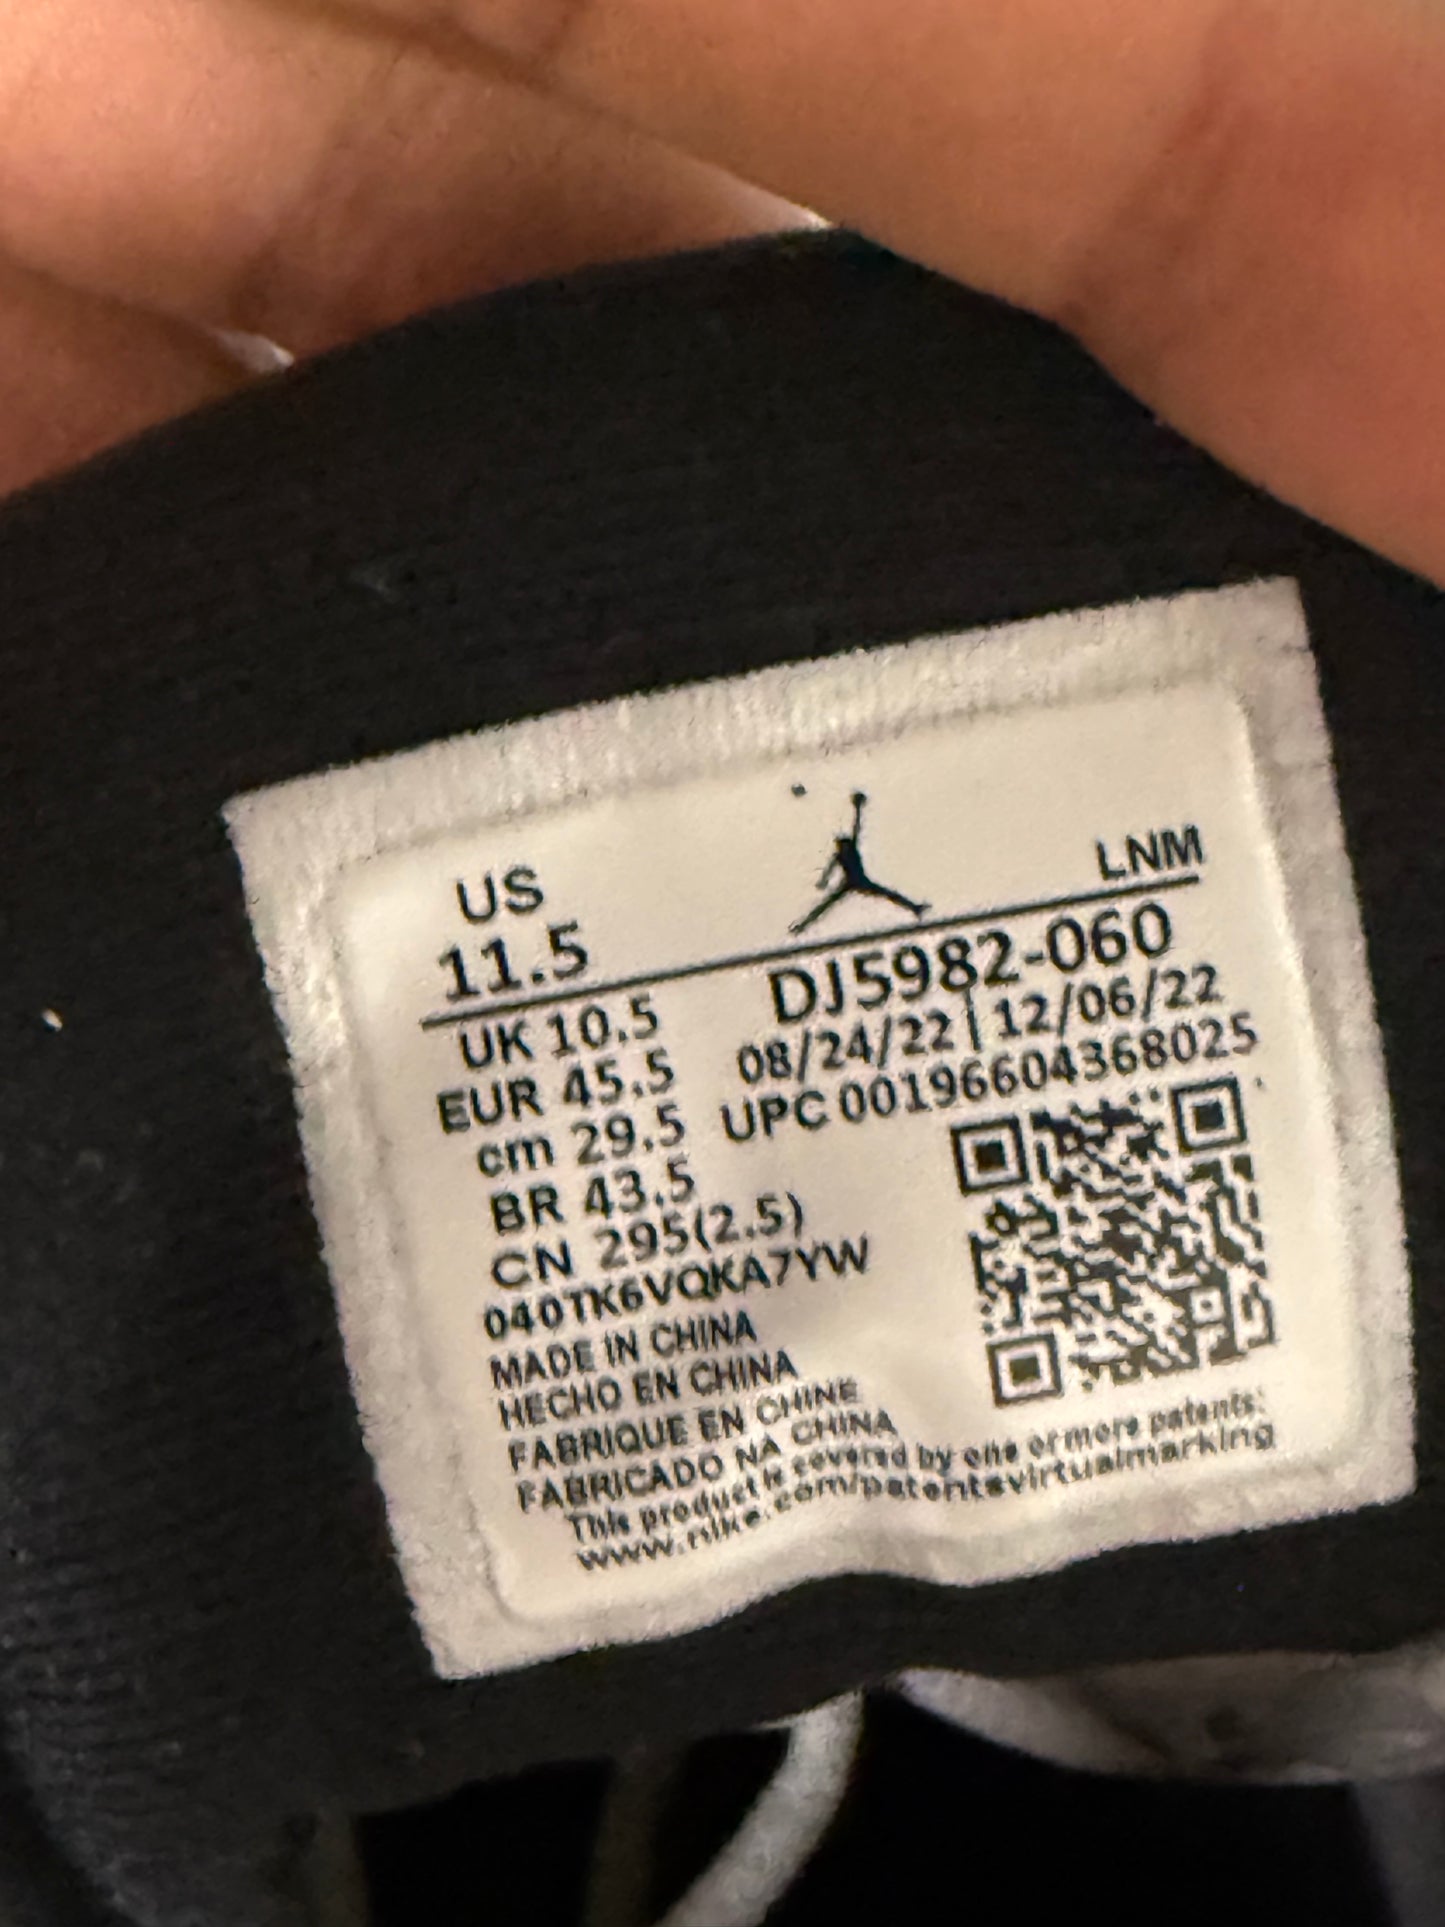 US
11.5
LNM
UK 10.5
EUR 45.5
cm 29.5
BR 43.5
CN 295(2.5)
DJ5982-060
08/24/22 | 12/06/22
UPC 00196604368025
040TK6VQKA7YW
MADE IN CHINA
HECHO EN CHINA
FABRIQUE EN CHINE
FABRICADO NA CHINA
This product is covered by one or more patents:
www.nike.com/patentsvirtualmarking